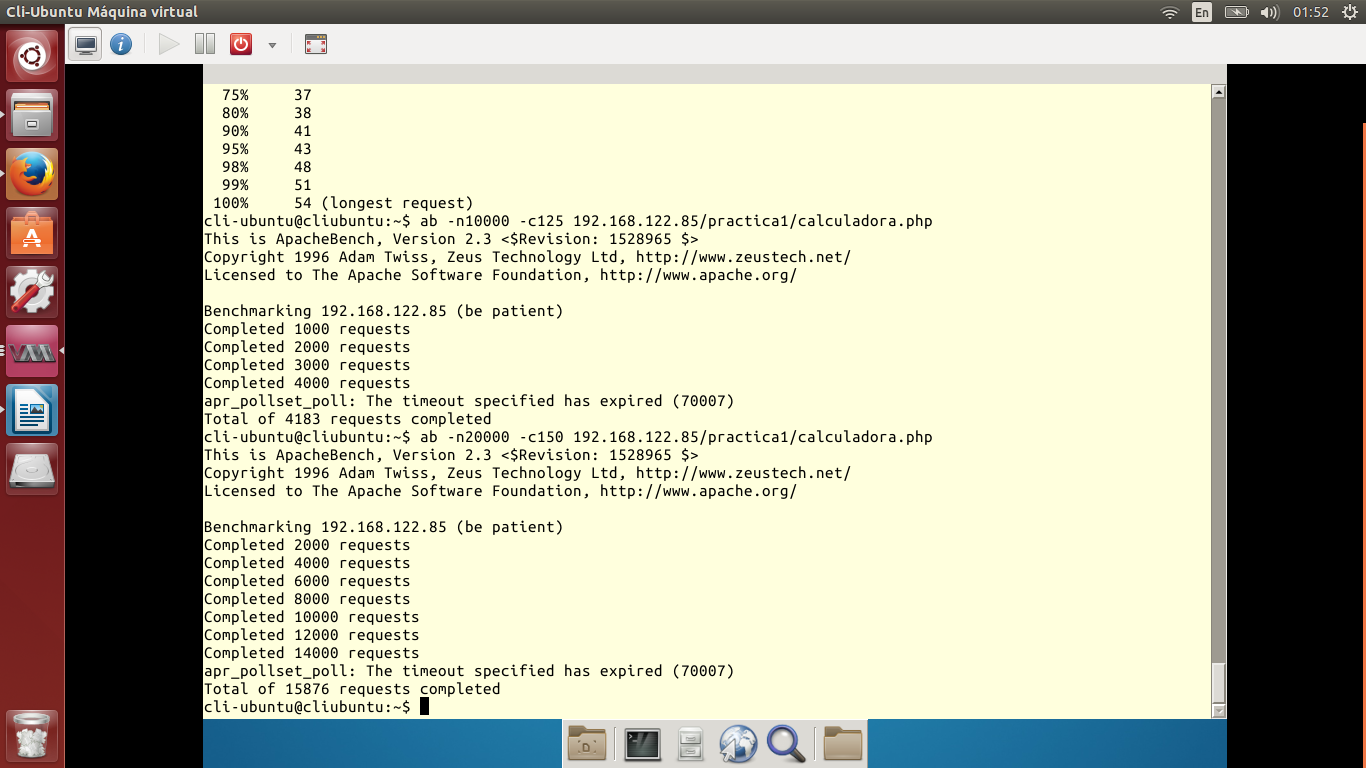 Cli-Ubuntu Máquina virtual
En
01:52
75% 37
80% 38
90% 41
95% 43
98% 48
99% 51
100% 54 (longest request)
cli-ubuntu@cliubuntu:~$ ab -n10000 -c125 192.168.122.85/practica1/calculadora.php
This is ApacheBench, Version 2.3 <$Revision: 1528965 $>
Copyright 1996 Adam Twiss, Zeus Technology Ltd, http://www.zeustech.net/
Licensed to The Apache Software Foundation, http://www.apache.org/
Benchmarking 192.168.122.85 (be patient)
Completed 1000 requests
Completed 2000 requests
Completed 3000 requests
Completed 4000 requests
apr_pollset_poll: The timeout specified has expired (70007)
Total of 4183 requests completed
cli-ubuntu@cliubuntu:~$ ab -n20000 -c150 192.168.122.85/practica1/calculadora.php
This is ApacheBench, Version 2.3 <$Revision: 1528965 $>
Copyright 1996 Adam Twiss, Zeus Technology Ltd, http://www.zeustech.net/
Licensed to The Apache Software Foundation, http://www.apache.org/
Benchmarking 192.168.122.85 (be patient)
Completed 2000 requests
Completed 4000 requests
Completed 6000 requests
Completed 8000 requests
Completed 10000 requests
Completed 12000 requests
Completed 14000 requests
apr_pollset_poll: The timeout specified has expired (70007)
Total of 15876 requests completed
cli-ubuntu@cliubuntu:~$